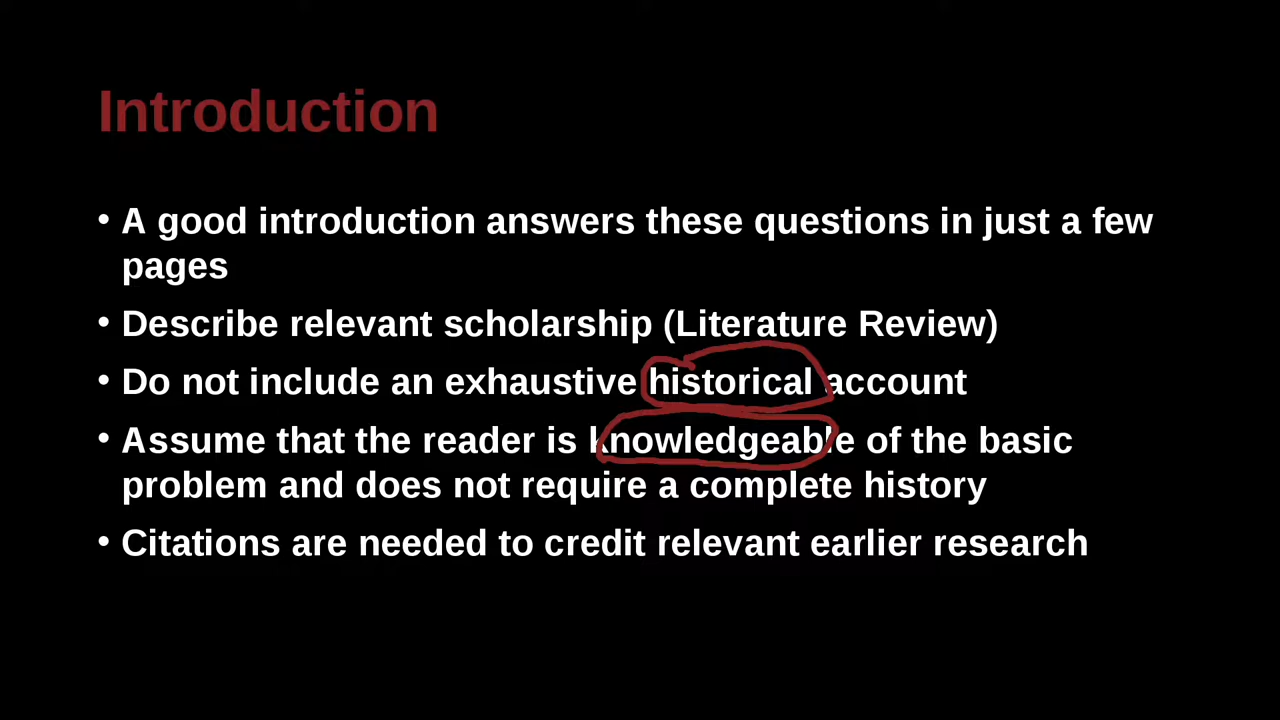 Introduction
• A good introduction answers these questions in just a few
pages
• Describe relevant scholarship (Literature Review)
• Do not include an exhaustive historical account
• Assume that the reader is knowledgeable of the basic
problem and does not require a complete history
• Citations are needed to credit relevant earlier research